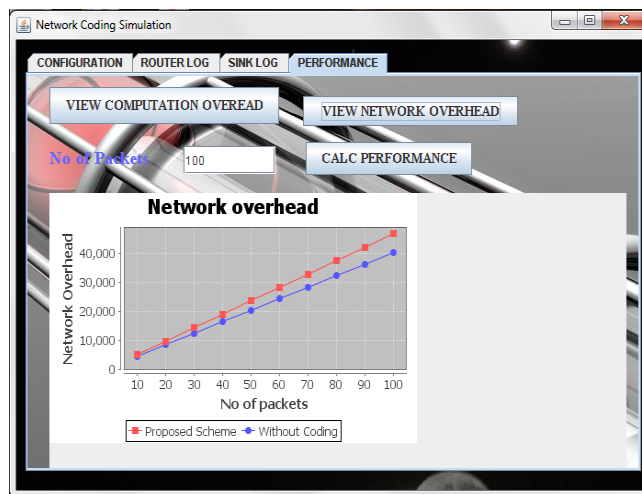 Network Coding Simulation
CONFIGURATION ROUTER LOG SINK LOG PERFORMANCE
VIEW COMPUTATION OVEREAD VIEW NETWORK OVERHEAD
No of Packets 100 CALC PERFORMANCE
Network overhead
Network Overhead
40,000
30,000
20,000
10,000
0
10 20 30 40 50 60 70 80 90 100
No of packets
Proposed Scheme Without Coding